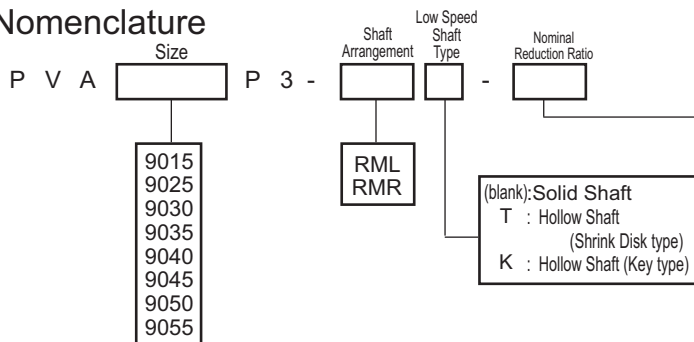 Nomenclature
Size
Shaft
Arrangement
Low Speed
Shaft
Type
Nominal
Reduction Ratio
P V A P 3 - -
9015
9025
9030
9035
9040
9045
9050
9055
RML
RMR
(blank):Solid Shaft
T : Hollow Shaft
(Shrink Disk type)
K : Hollow Shaft (Key type)